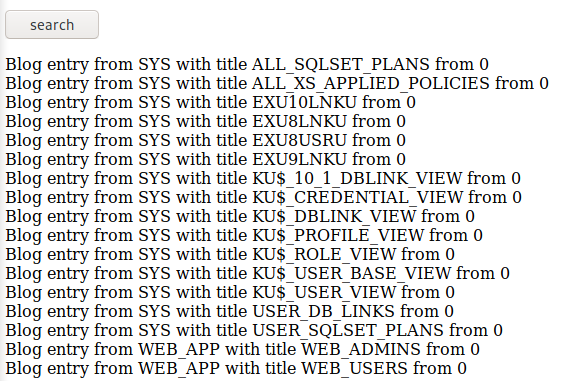 search
Blog entry from SYS with title ALL_SQLSET_PLANS from 0
Blog entry from SYS with title ALL_XS_APPLIED_POLICIES from 0
Blog entry from SYS with title EXU10LNKU from 0
Blog entry from SYS with title EXU8LNKU from 0
Blog entry from SYS with title EXU8USRU from 0
Blog entry from SYS with title EXU9LNKU from 0
Blog entry from SYS with title KU$_10_1_DBLINK_VIEW from 0
Blog entry from SYS with title KU$_CREDENTIAL_VIEW from 0
Blog entry from SYS with title KU$_DBLINK_VIEW from 0
Blog entry from SYS with title KU$_PROFILE_VIEW from 0
Blog entry from SYS with title KU$_ROLE_VIEW from 0
Blog entry from SYS with title KU$_USER_BASE_VIEW from 0
Blog entry from SYS with title KU$_USER_VIEW from 0
Blog entry from SYS with title USER_DB_LINKS from 0
Blog entry from SYS with title USER_SQLSET_PLANS from 0
Blog entry from WEB_APP with title WEB_ADMINS from 0
Blog entry from WEB_APP with title WEB_USERS from 0